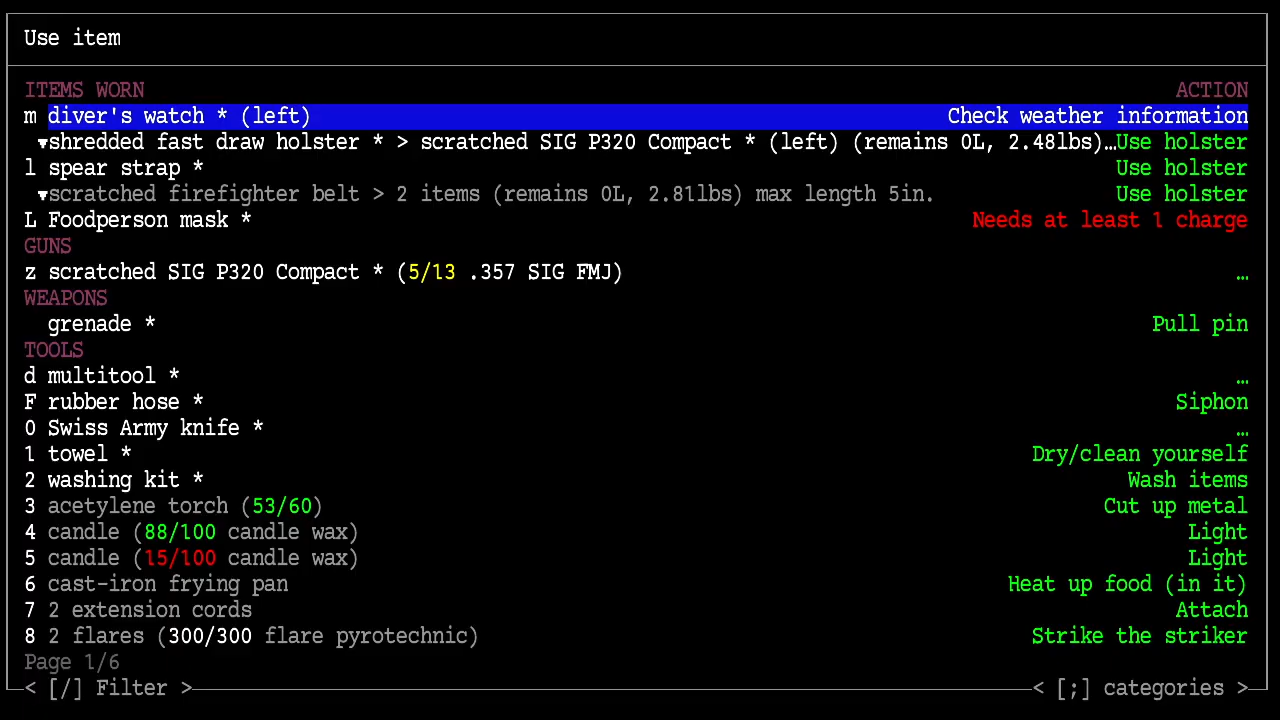 Use item
ITEMS WORN ACTION
m diver's watch * (left) Check weather information
▾shredded fast draw holster * > scratched SIG P320 Compact * (left) (remains 0L, 2.48lbs)…Use holster
l spear strap * Use holster
▾scratched firefighter belt > 2 items (remains 0L, 2.81lbs) max length 5in. Use holster
L Foodperson mask * Needs at least 1 charge
GUNS
z scratched SIG P320 Compact * (5/13 .357 SIG FMJ) …
WEAPONS
grenade * Pull pin
TOOLS
d multitool * …
F rubber hose * Siphon
0 Swiss Army knife * …
1 towel * Dry/clean yourself
2 washing kit * Wash items
3 acetylene torch (53/60) Cut up metal
4 candle (88/100 candle wax) Light
5 candle (15/100 candle wax) Light
6 cast-iron frying pan Heat up food (in it)
7 2 extension cords Attach
8 2 flares (300/300 flare pyrotechnic) Strike the striker
Page 1/6
< [/] Filter > < [;] categories >